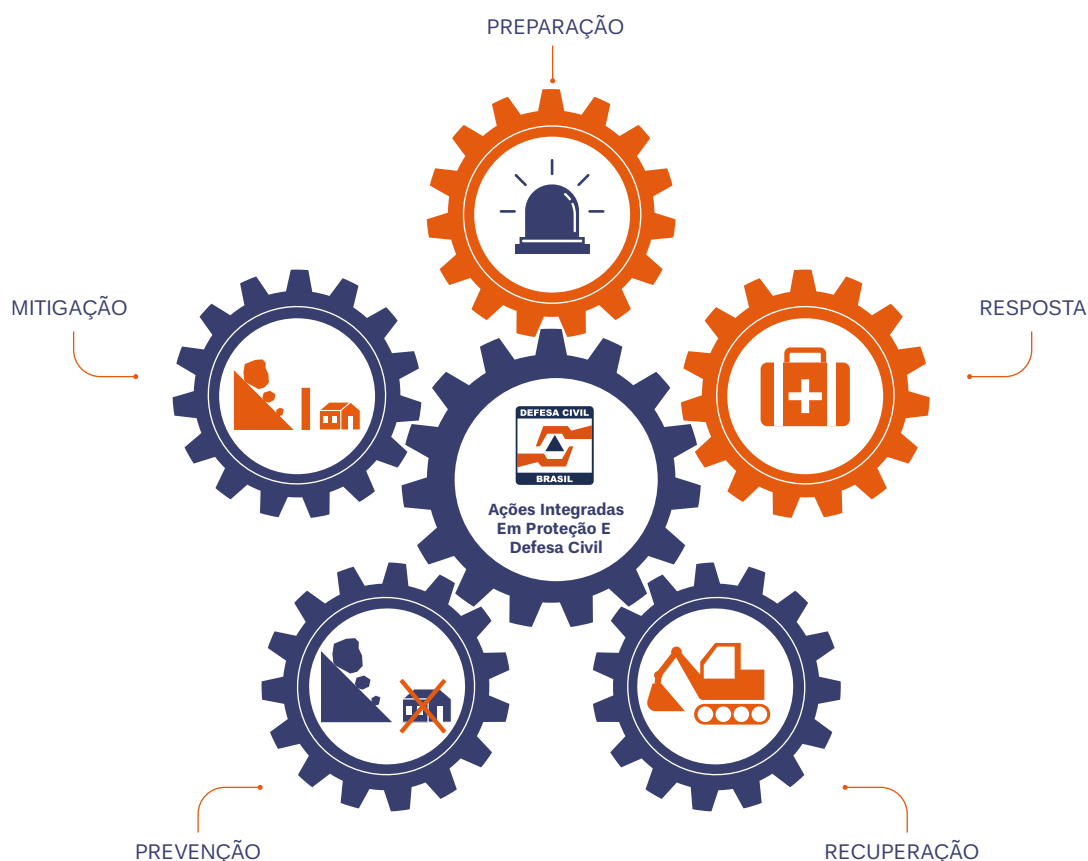 PREPARAÇÃO
MITIGAÇÃO
RESPOSTA
DEFESA CIVIL
BRASIL
Ações Integradas
Em Proteção E
Defesa Civil
PREVENÇÃO
RECUPERAÇÃO